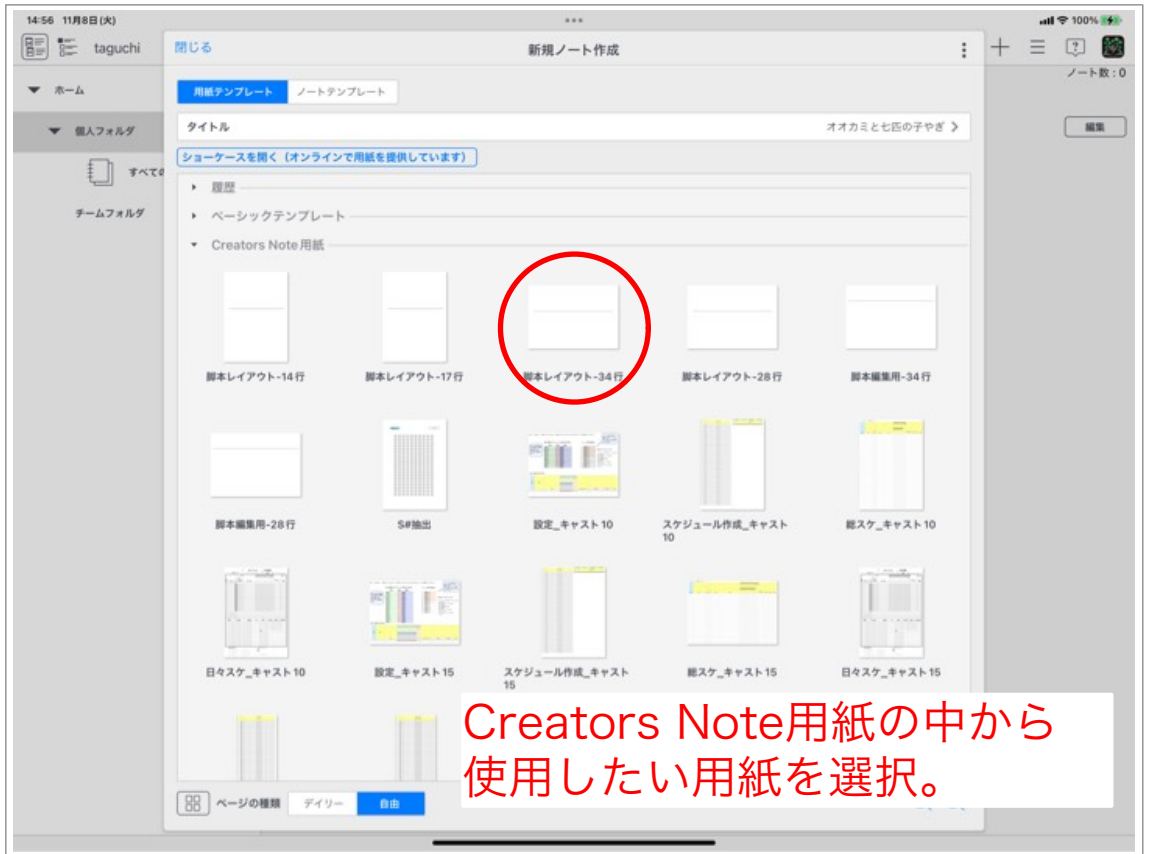 14:56 11月8日(火)
100%
taguchi
閉じる
新規ノート作成
ノート数:0
ホーム
用紙テンプレート ノートテンプレート
個人フォルダ
タイトル
オオカミと七匹の子やぎ
編集
ショーケースを開く（オンラインで用紙を提供しています）
すべての
履歴
チームフォルダ
ベーシックテンプレート
Creators Note用紙
脚本レイアウト-14行
脚本レイアウト-17行
脚本レイアウト-34行
脚本レイアウト-28行
脚本編集用-34行
脚本編集用-28行
S#抽出
設定_キャスト10
スケジュール作成_キャスト
10
総スケ_キャスト10
日々スケ_キャスト10
設定_キャスト15
スケジュール作成_キャスト
15
総スケ_キャスト15
日々スケ_キャスト15
Creators Note用紙の中から
使用したい用紙を選択。
ページの種類 デイリー 自由